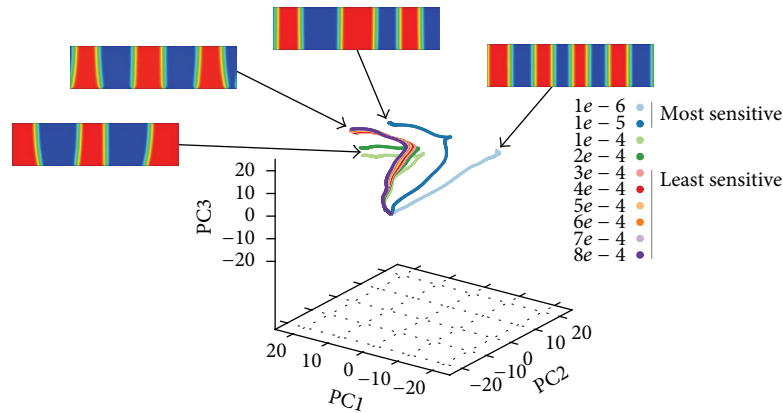 1e − 6
1e − 5
Most sensitive
1e − 4
2e − 4
3e − 4
4e − 4
Least sensitive
5e − 4
6e − 4
7e − 4
8e − 4
PC3
20
10
0
−10
−20
20
10
0
−10
−20
PC1
−20
−10
0
10
20
PC2